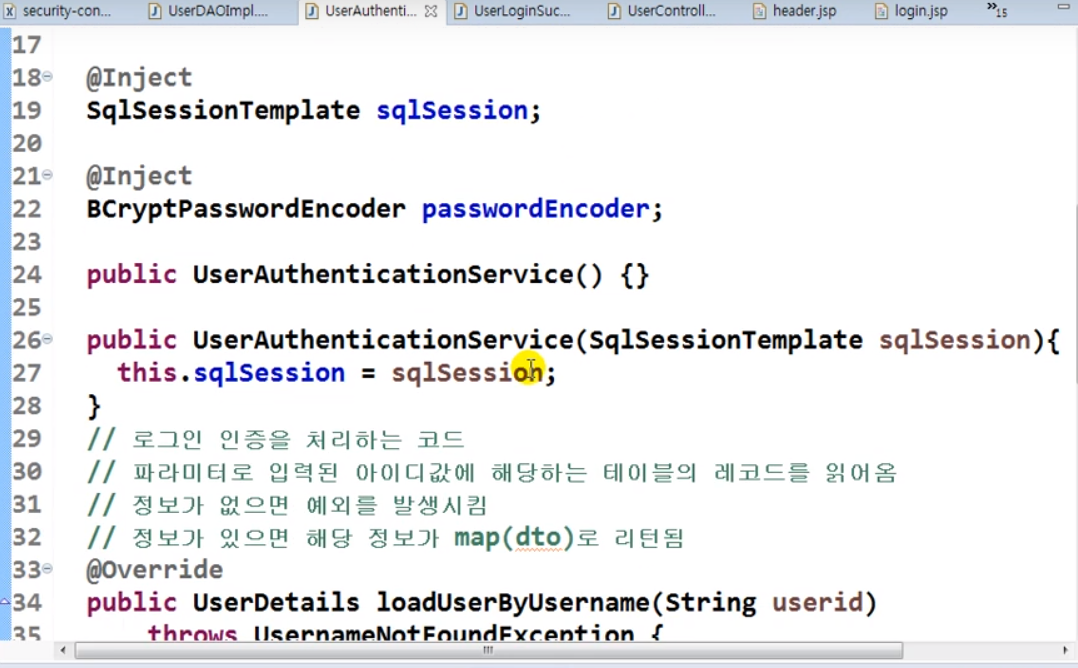 security-con...
UserDAOImpl....
UserAuthenti...
UserLoginSuc...
UserControll...
header.jsp
login.jsp
»15
17
18 @Inject
19 SqlSessionTemplate sqlSession;
20
21 @Inject
22 BCryptPasswordEncoder passwordEncoder;
23
24 public UserAuthenticationService() {}
25
26 public UserAuthenticationService(SqlSessionTemplate sqlSession){
27 this.sqlSession = sqlSession;
28 }
29 // 로그인 인증을 처리하는 코드
30 // 파라미터로 입력된 아이디값에 해당하는 테이블의 레코드를 읽어옴
31 // 정보가 없으면 예외를 발생시킴
32 // 정보가 있으면 해당 정보가 map(dto)로 리턴됨
33 @Override
34 public UserDetails loadUserByUsername(String userid)
35 throws UsernameNotFoundException {